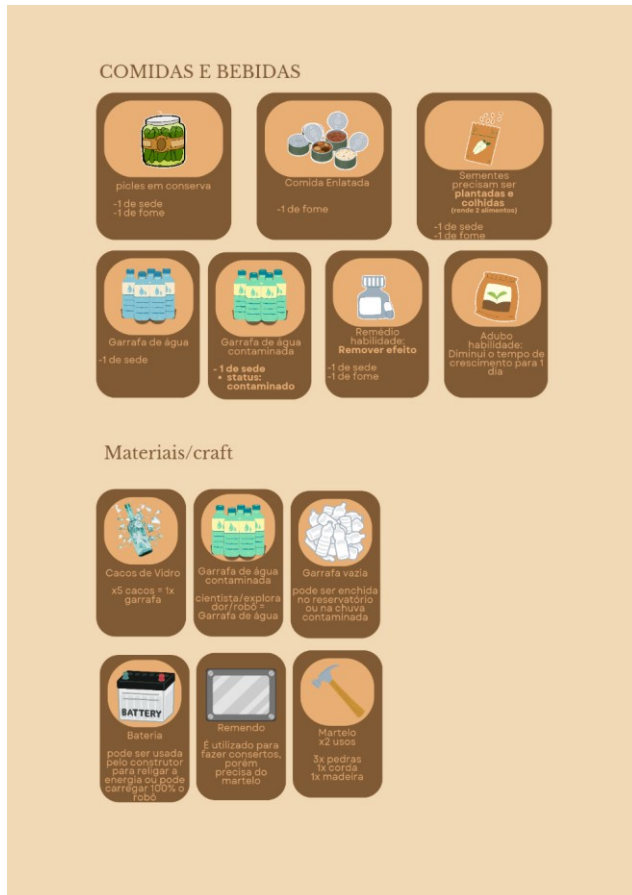 COMIDAS E BEBIDAS
picles em conserva
-1 de sede
-1 de fome
Comida Enlatada
-1 de fome
Sementes
precisam ser
plantadas e
colhidas
(rende 2 alimentos)
-1 de sede
-1 de fome
Garrafa de água
-1 de sede
Garrafa de água
contaminada
- 1 de sede
• status:
contaminado
Remédio
habilidade:
Remover efeito
-1 de sede
-1 de fome
Adubo
habilidade:
Diminui o tempo de
crescimento para 1
dia
Materiais/craft
Cacos de Vidro
x5 cacos = 1x
garrafa
Garrafa de água
contaminada
cientista/explora
dor/robô =
Garrafa de água
Garrafa vazia
pode ser enchida
no reservatório
ou na chuva
contaminada
BATTERY
Bateria
pode ser usada
pelo construtor
para religar a
energia ou pode
carregar 100% o
robô
Remendo
É utilizado para
fazer consertos,
porém
precisa do
martelo
Martelo
x2 usos
3x pedras
1x corda
1x madeira